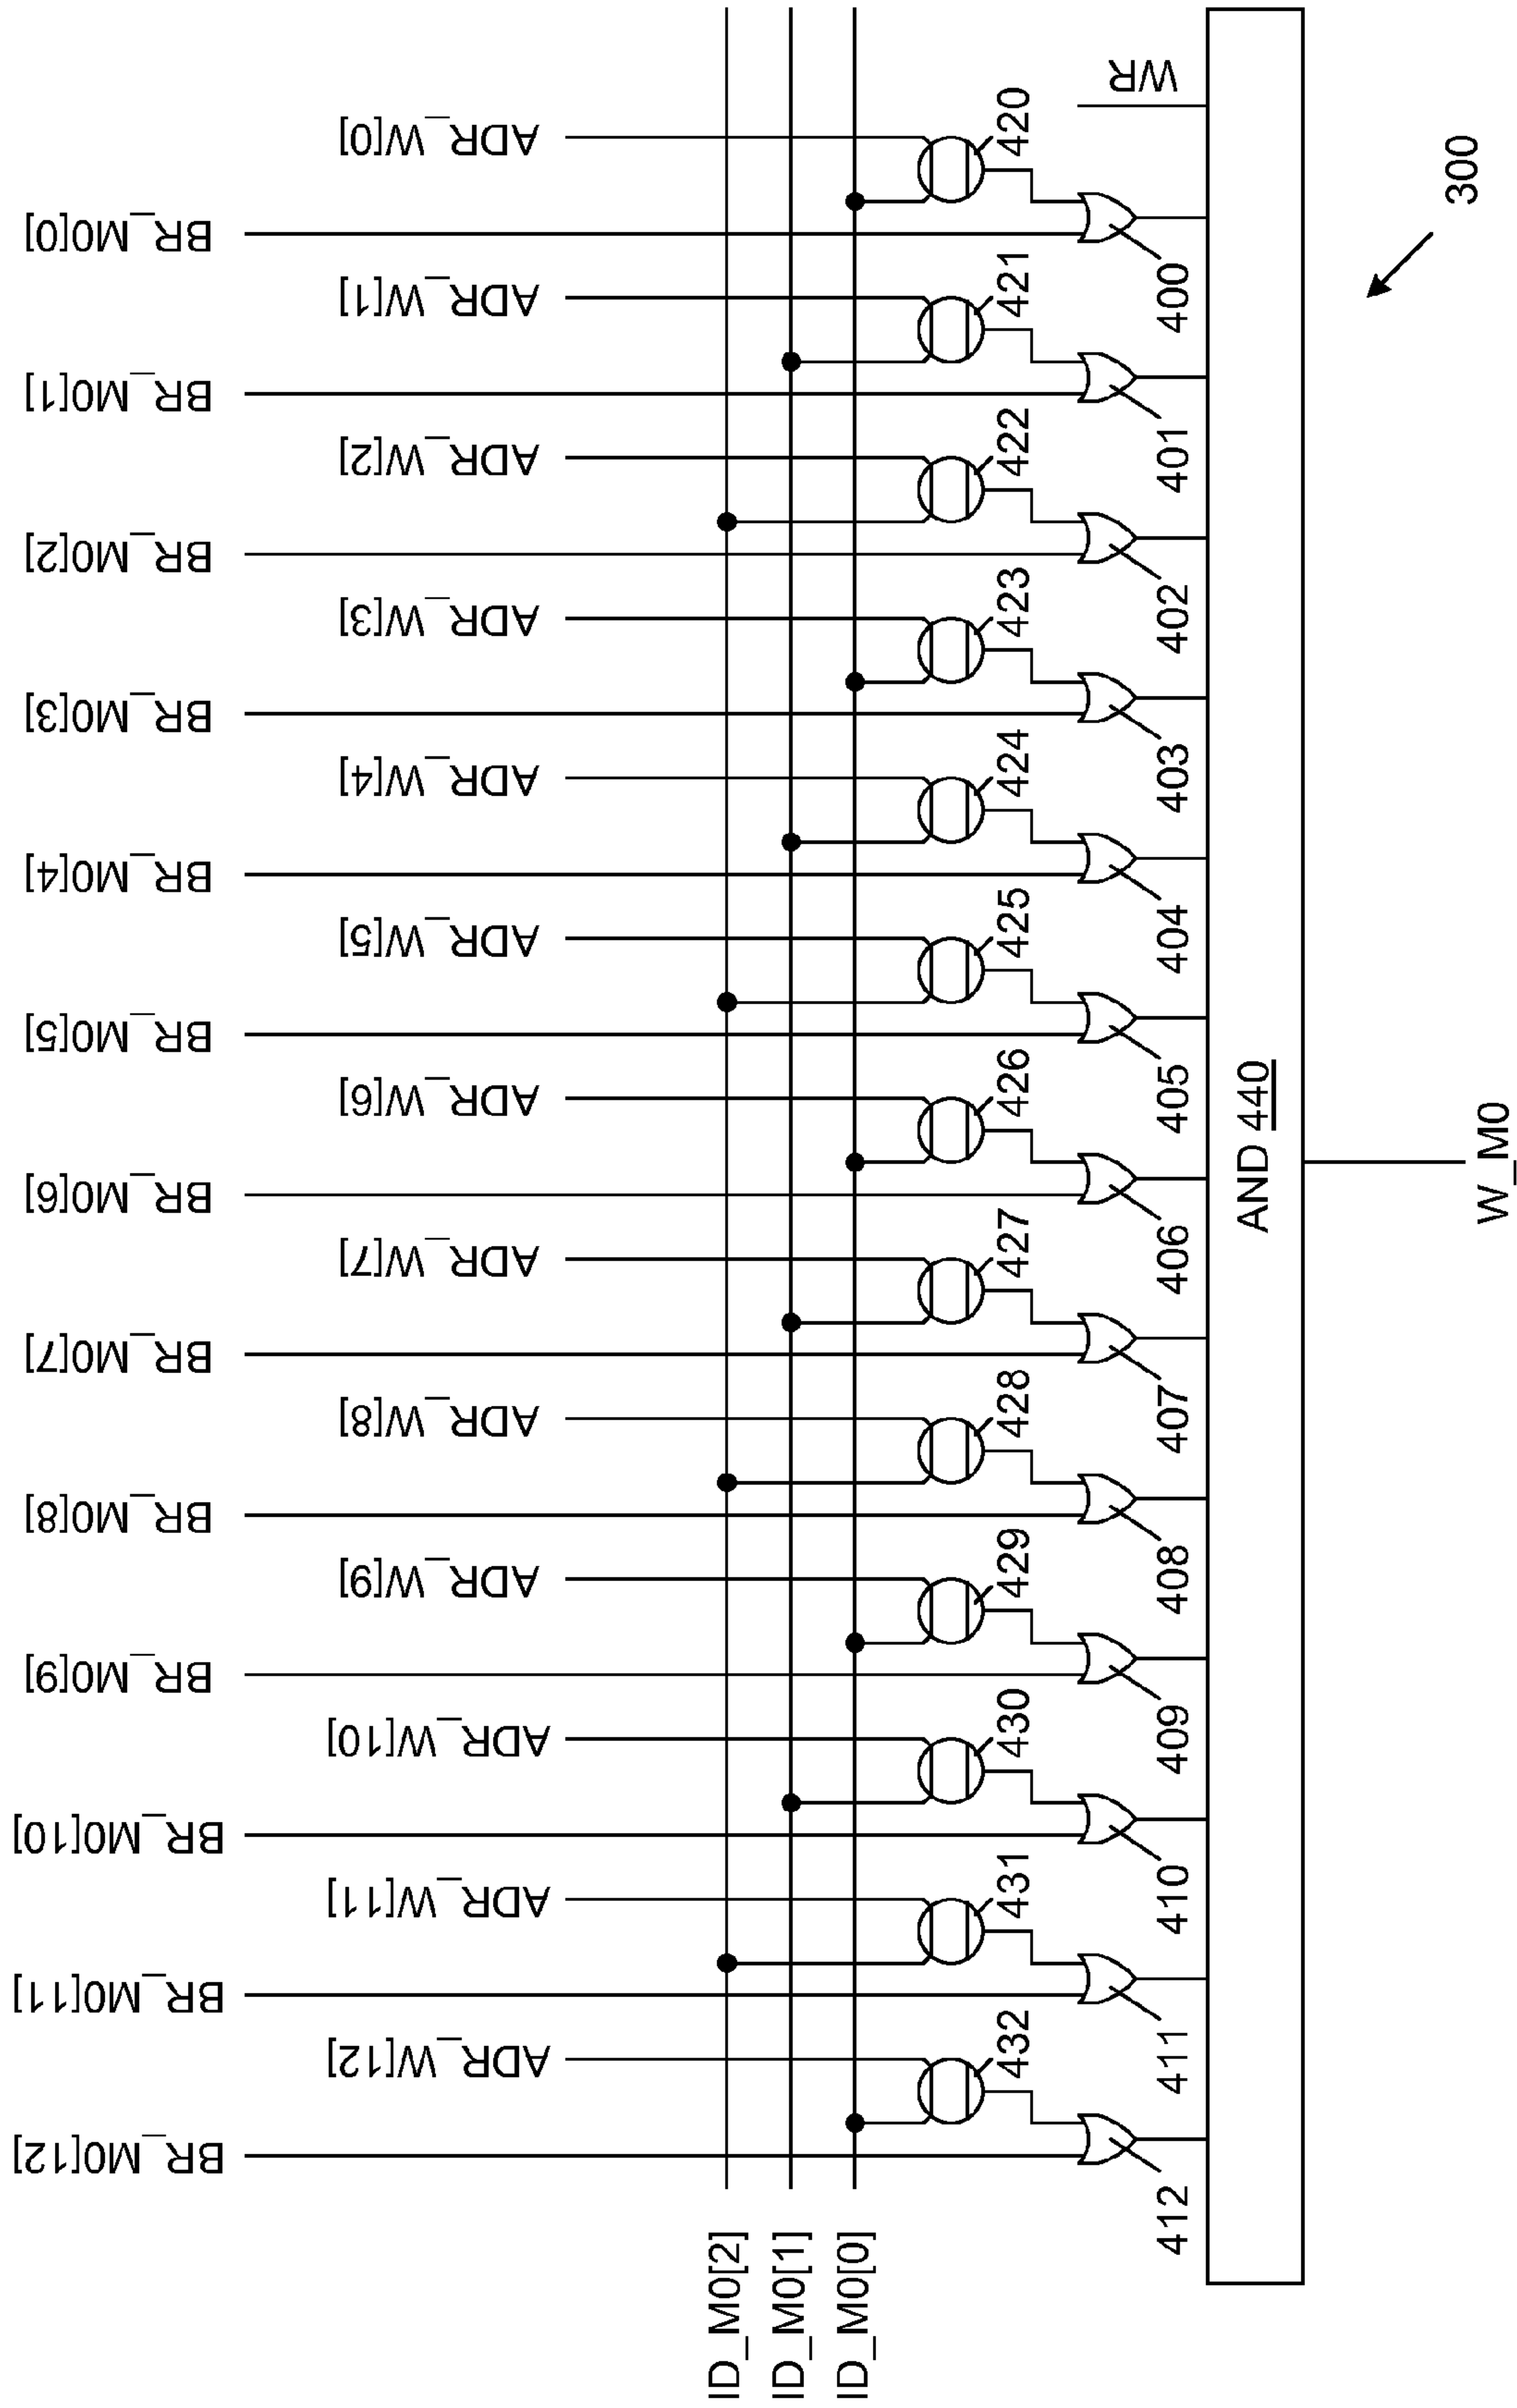 BR_M0[0]
ADR_W[0]
WR
420
400
BR_M0[1]
ADR_W[1]
421
401
BR_M0[2]
ADR_W[2]
422
402
BR_M0[3]
ADR_W[3]
423
403
BR_M0[4]
ADR_W[4]
424
404
BR_M0[5]
ADR_W[5]
425
405
BR_M0[6]
ADR_W[6]
426
406
BR_M0[7]
ADR_W[7]
427
407
BR_M0[8]
ADR_W[8]
428
408
BR_M0[9]
ADR_W[9]
429
409
BR_M0[10]
ADR_W[10]
430
410
BR_M0[11]
ADR_W[11]
431
411
BR_M0[12]
ADR_W[12]
432
412
ID_M0[2]
ID_M0[1]
ID_M0[0]
AND 440
W_M0
300